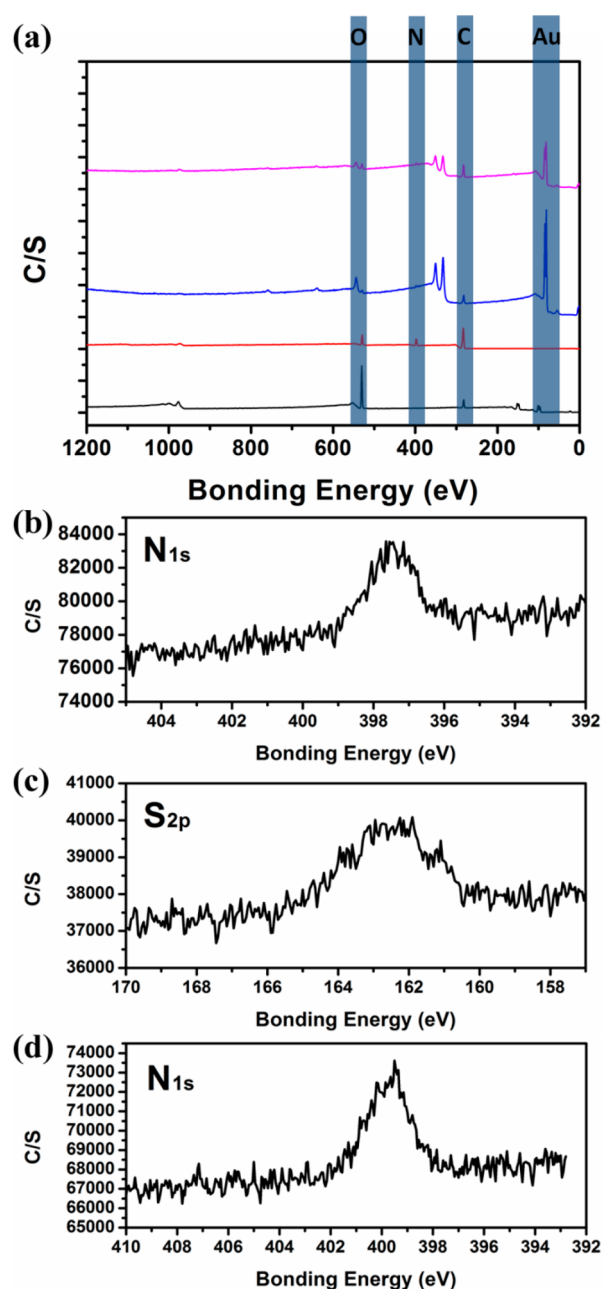 (a)
O N C Au
C/S
1200 1000 800 600 400 200 0
Bonding Energy (eV)
(b)
N1s
C/S
84000
82000
80000
78000
76000
74000
404 402 400 398 396 394 392
Bonding Energy (eV)
(c)
S2p
C/S
41000
40000
39000
38000
37000
36000
170 168 166 164 162 160 158
Bonding Energy (eV)
(d)
N1s
C/S
74000
73000
72000
71000
70000
69000
68000
67000
66000
65000
410 408 406 404 402 400 398 396 394 392
Bonding Energy (eV)